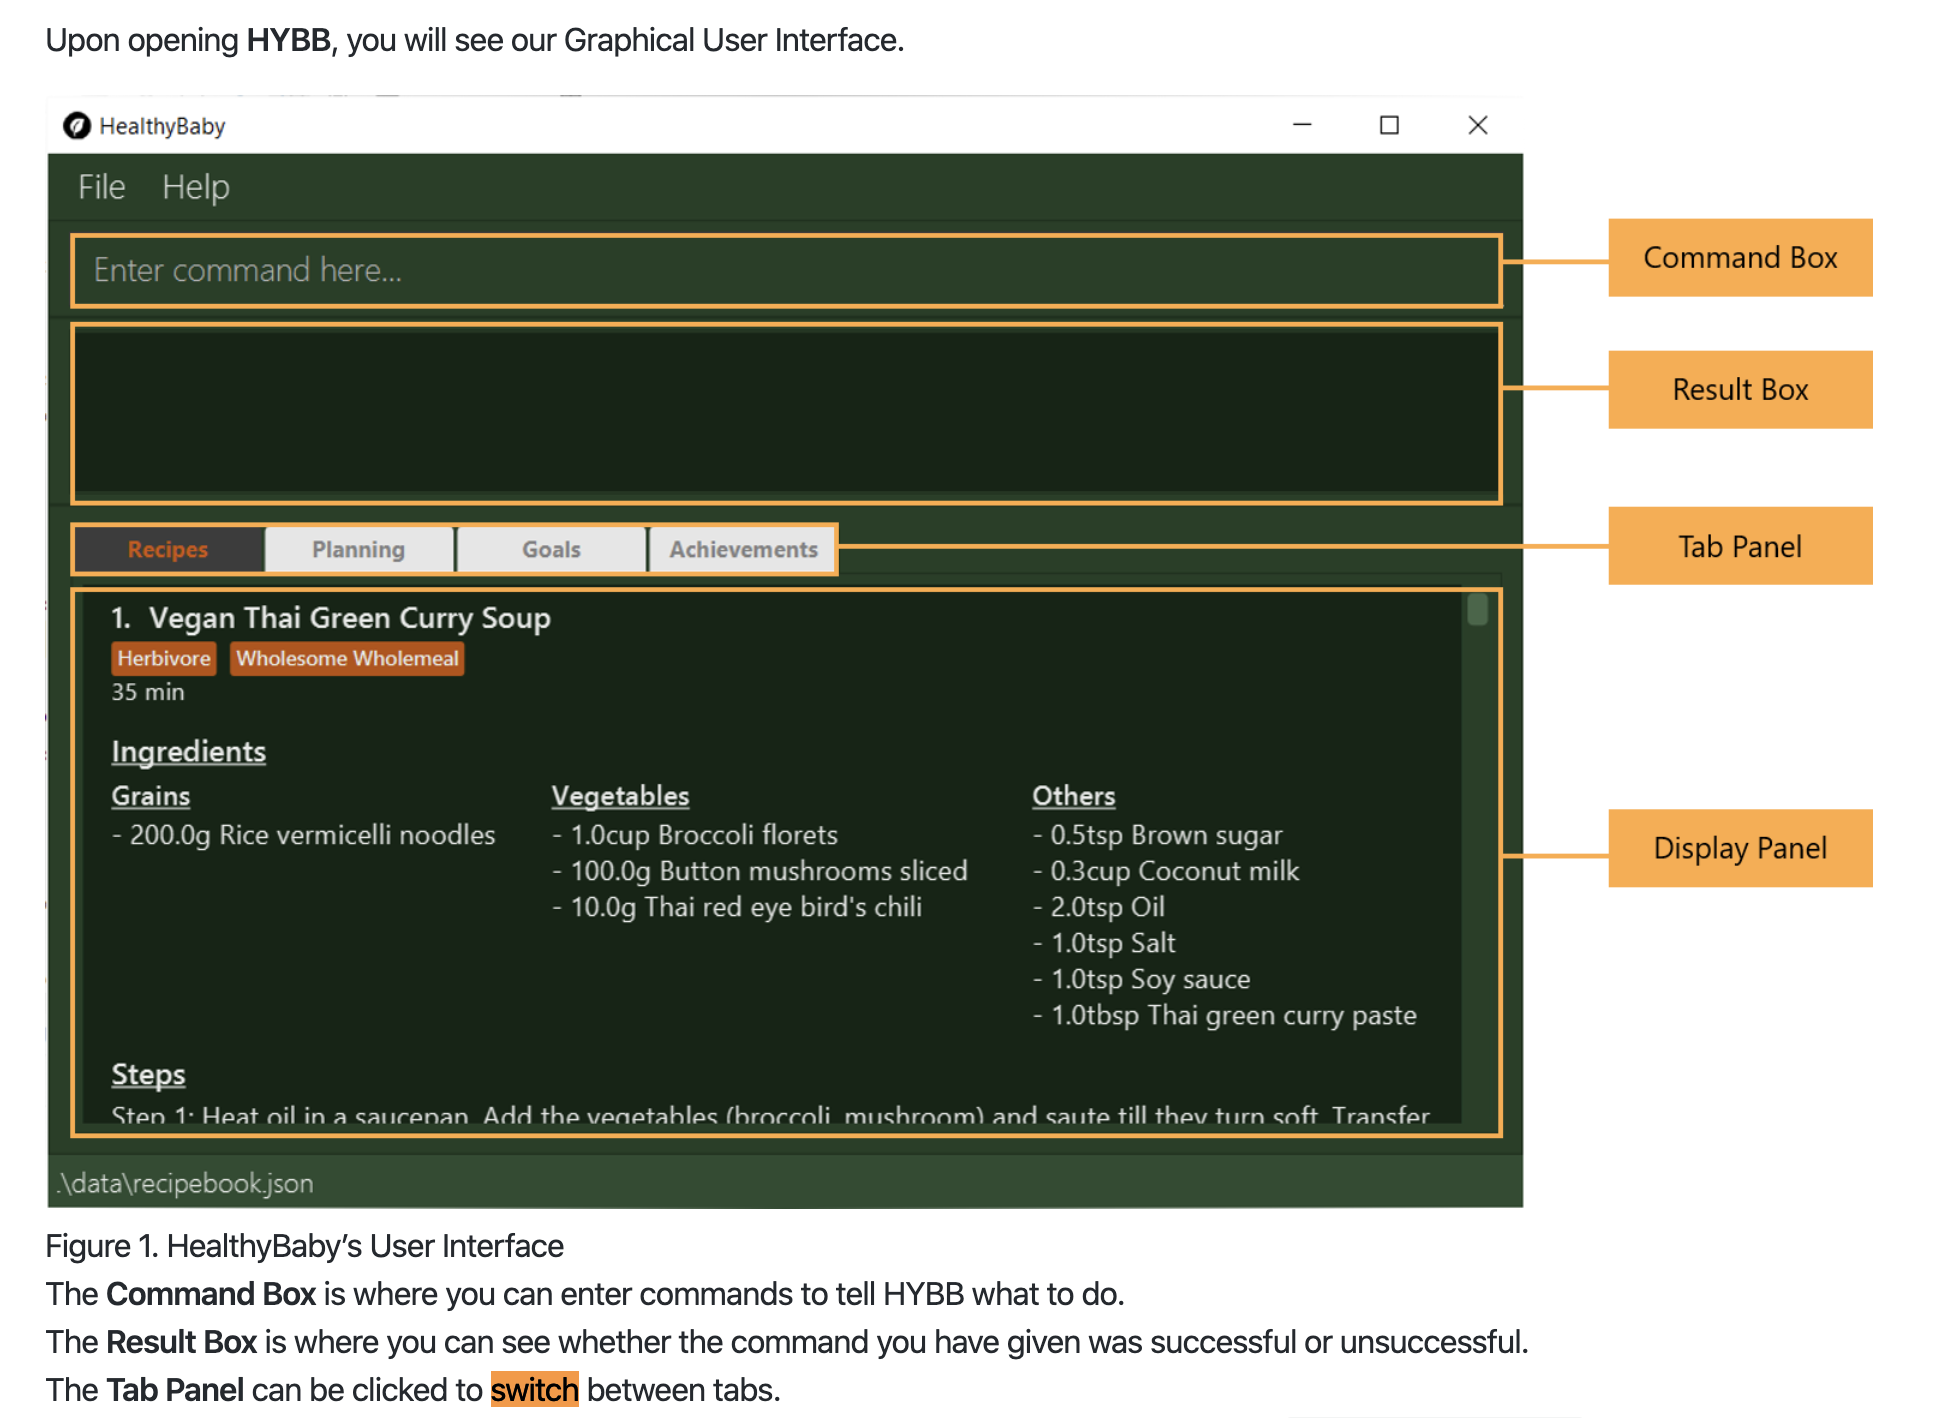 Upon opening HYBB, you will see our Graphical User Interface.
HealthyBaby
File Help
Enter command here...
Command Box
Result Box
Recipes Planning Goals Achievements
Tab Panel
1. Vegan Thai Green Curry Soup
Herbivore Wholesome Wholemeal
35 min
Ingredients
Grains
- 200.0g Rice vermicelli noodles
Vegetables
- 1.0cup Broccoli florets
- 100.0g Button mushrooms sliced
- 10.0g Thai red eye bird's chili
Others
- 0.5tsp Brown sugar
- 0.3cup Coconut milk
- 2.0tsp Oil
- 1.0tsp Salt
- 1.0tsp Soy sauce
- 1.0tbsp Thai green curry paste
Display Panel
Steps
Step 1: Heat oil in a saucepan. Add the vegetables (broccoli, mushroom) and saute till they turn soft. Transfer
.\data\recipebook.json
Figure 1. HealthyBaby's User Interface
The Command Box is where you can enter commands to tell HYBB what to do.
The Result Box is where you can see whether the command you have given was successful or unsuccessful.
The Tab Panel can be clicked to switch between tabs.